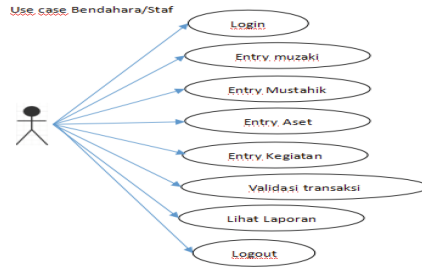 Use case Bendahara/Staf
Login
Entry muzaki
Entry Mustahik
Entry Aset
Entry Kegiatan
Validasi transaksi
Lihat Laporan
Logout